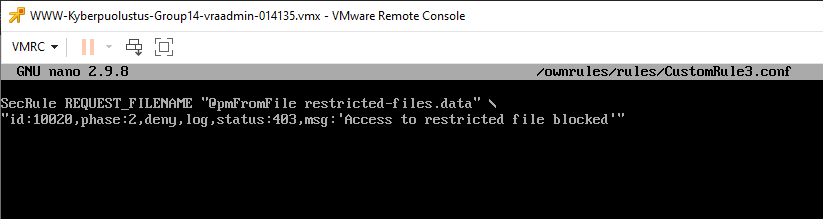 WWW-Kyberpuolustus-Group14-vraadmin-014135.vmx - VMware Remote Console
VMRC
GNU nano 2.9.8 /ownrules/rules/CustomRule3.conf
SecRule REQUEST_FILENAME "@pmFromFile restricted-files.data" \
"id:10020,phase:2,deny,log,status:403,msg:'Access to restricted file blocked'"